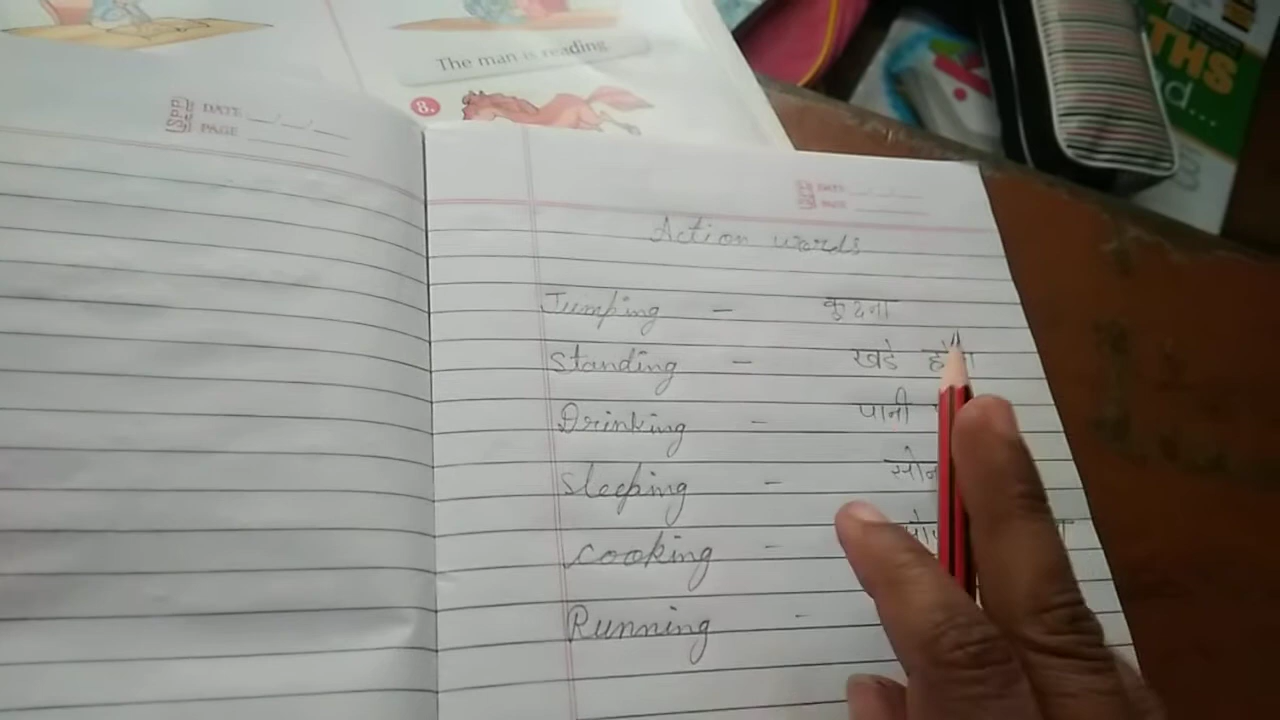 The man is reading
8.
SPP DATE
PAGE
DATE
PAGE
THS
Action words
Jumping - कुदना
Standing - खडे होना
Drinking - पानी
Sleeping -
Cooking -
Running -